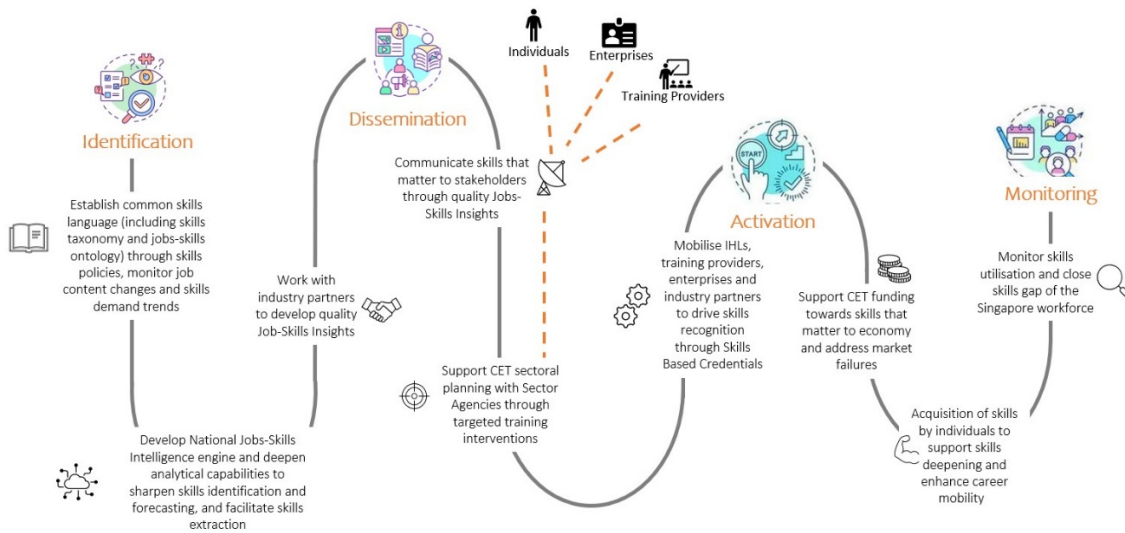 Individuals
Enterprises
Training Providers
Identification
Establish common skills
language (including skills
taxonomy and jobs-skills
ontology) through skills
policies, monitor job
content changes and skills
demand trends
Develop National Jobs-Skills
Intelligence engine and deepen
analytical capabilities to
sharpen skills identification and
forecasting, and facilitate skills
extraction
Work with
industry partners
to develop quality
Job-Skills Insights
Dissemination
Communicate skills that
matter to stakeholders
through quality Jobs-
Skills Insights
Support CET sectoral
planning with Sector
Agencies through
targeted training
interventions
START
Activation
Mobilise IHLs,
training providers,
enterprises and
industry partners
to drive skills
recognition
through Skills
Based Credentials
Support CET funding
towards skills that
matter to economy
and address market
failures
Acquisition of skills
by individuals to
support skills
deepening and
enhance career
mobility
Monitoring
Monitor skills
utilisation and close
skills gap of the
Singapore workforce